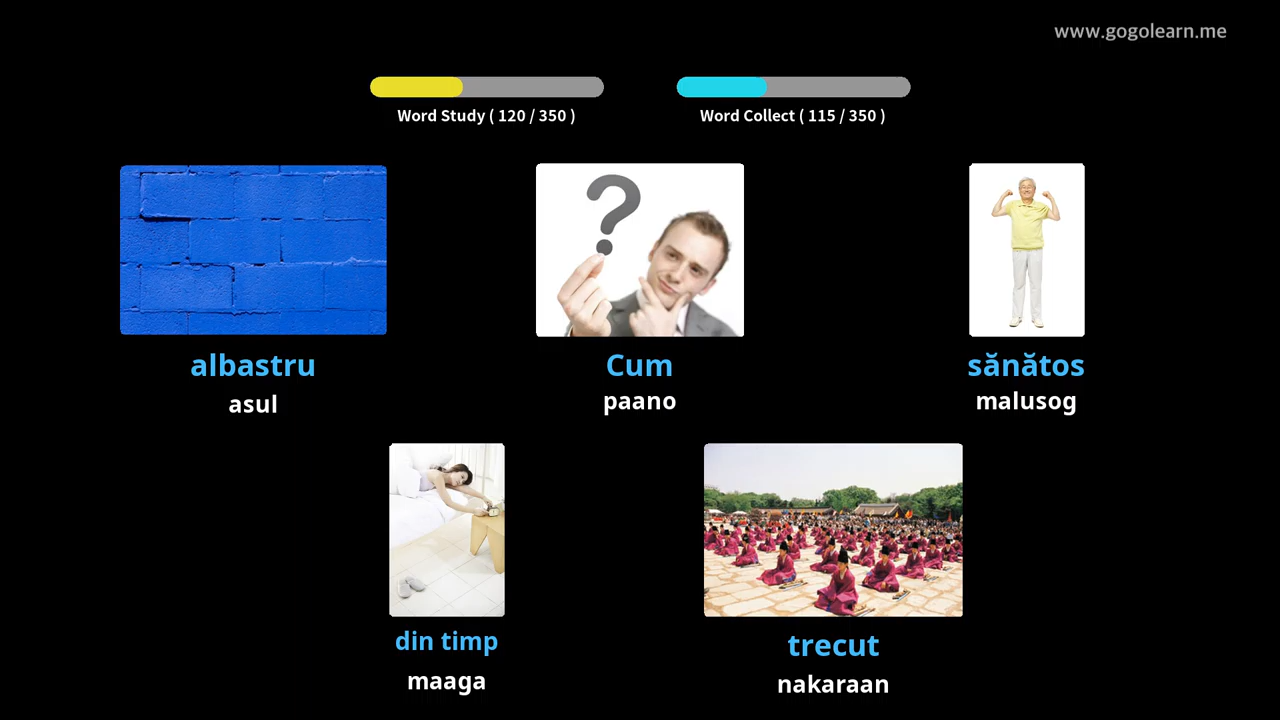 www.gogolearn.me
Word Study ( 120 / 350 )
Word Collect ( 115 / 350 )
albastru
asul
Cum
paano
sănătos
malusog
din timp
maaga
trecut
nakaraan